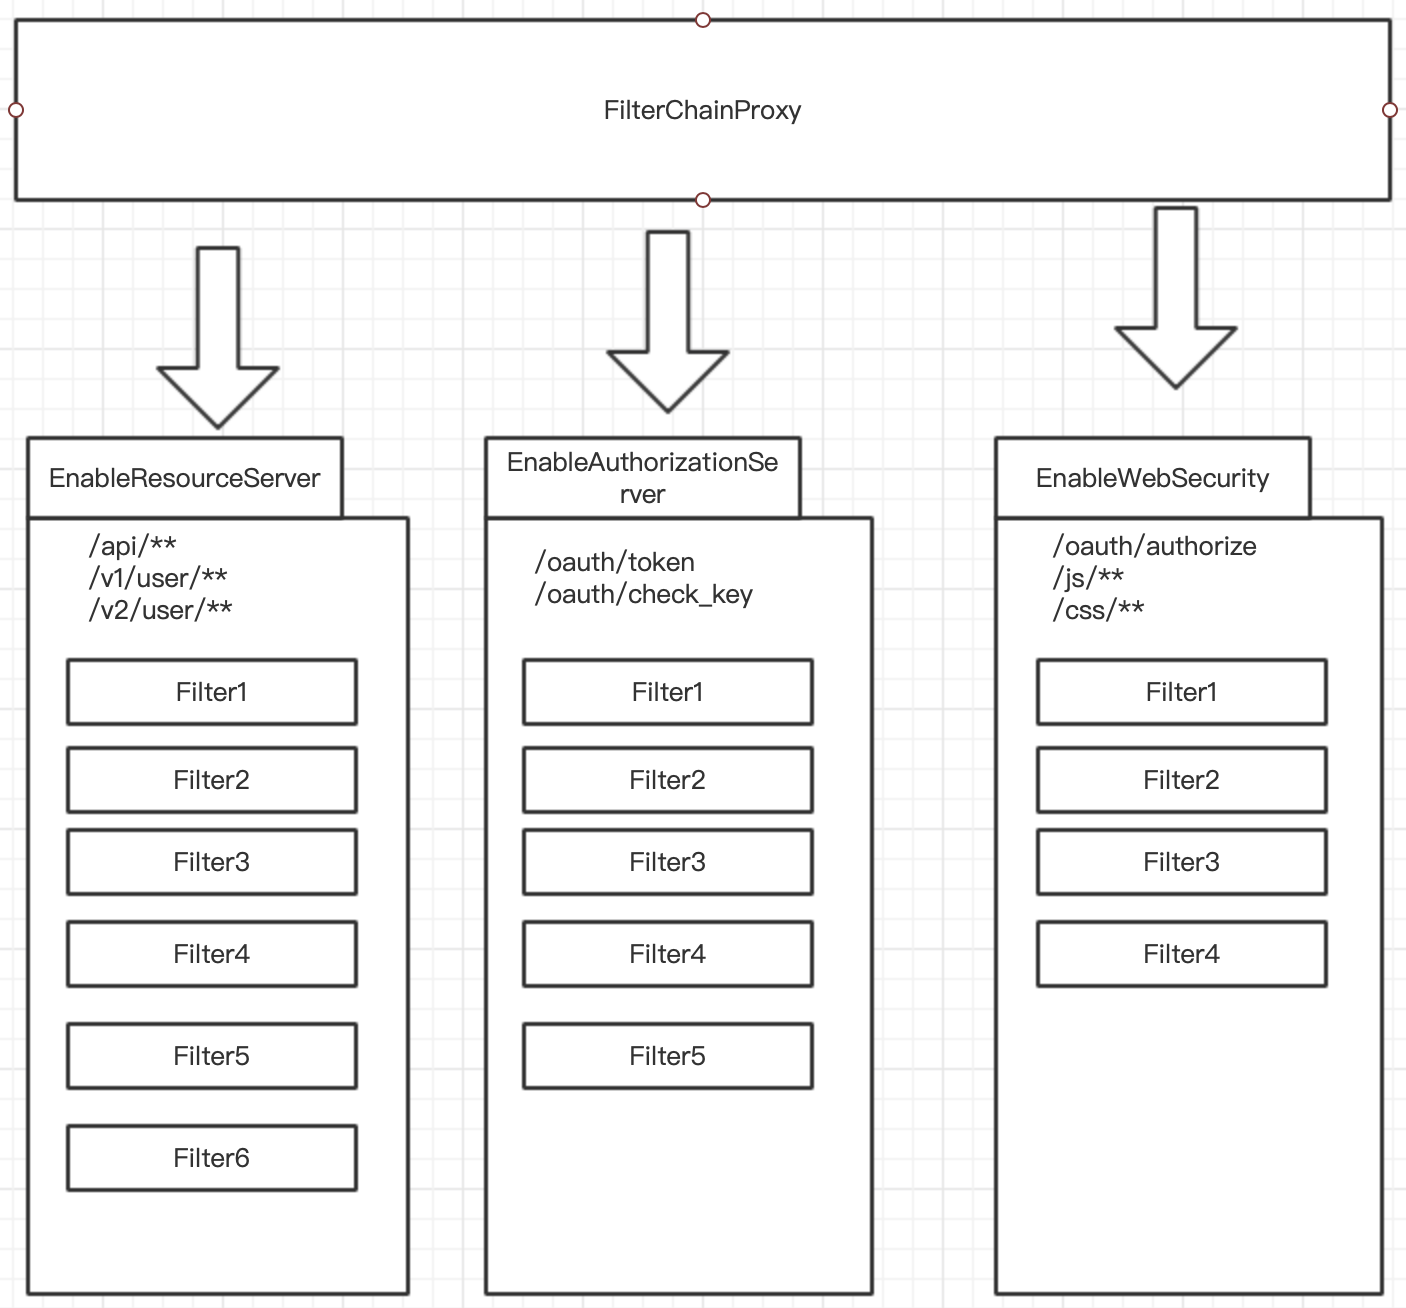 FilterChainProxy
EnableResourceServer
/api/**
/v1/user/**
/v2/user/**
Filter1
Filter2
Filter3
Filter4
Filter5
Filter6
EnableAuthorizationSe
rver
/oauth/token
/oauth/check_key
Filter1
Filter2
Filter3
Filter4
Filter5
EnableWebSecurity
/oauth/authorize
/js/**
/css/**
Filter1
Filter2
Filter3
Filter4